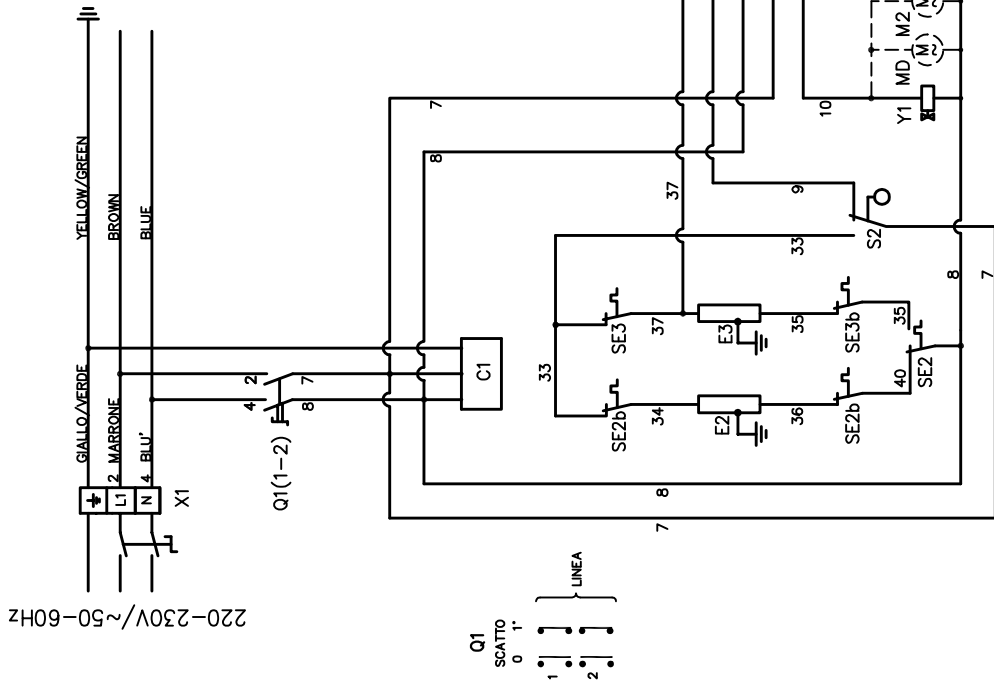 YELLOW/GREEN
BROWN
BLUE
GIALLO/VERDE
2 MARRONE
4 BLU'
L1
N
X1
220-230V/~50-60Hz
2
4
7
8
Q1(1-2)
C1
7
8
7
8
33
SE2b
34
E2
36
SE2b
40
SE2
SE3
37
E3
35
SE3b
35
37
33
9
S2
8
7
10
Y1
MD
M
~
M2
M
~
Q1
SCATTO
0 1°
1
2
LINEA